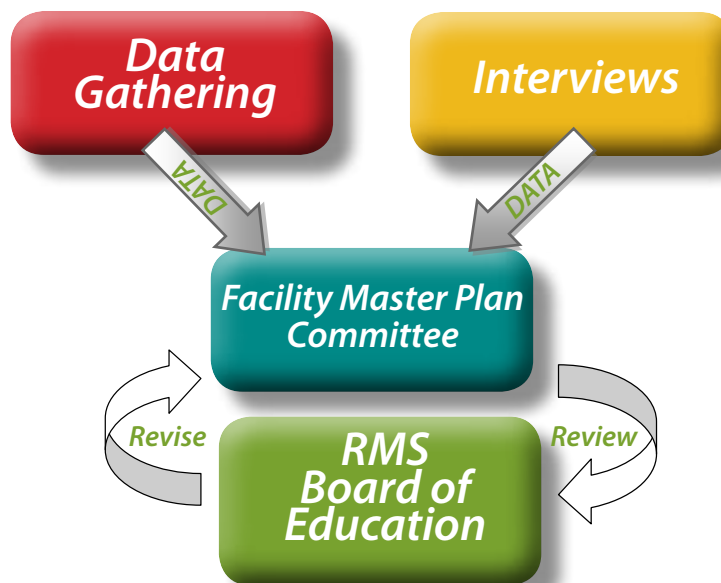 Data
Gathering
Interviews
DATA
DATA
Facility Master Plan
Committee
Revise
Review
RMS
Board of
Education